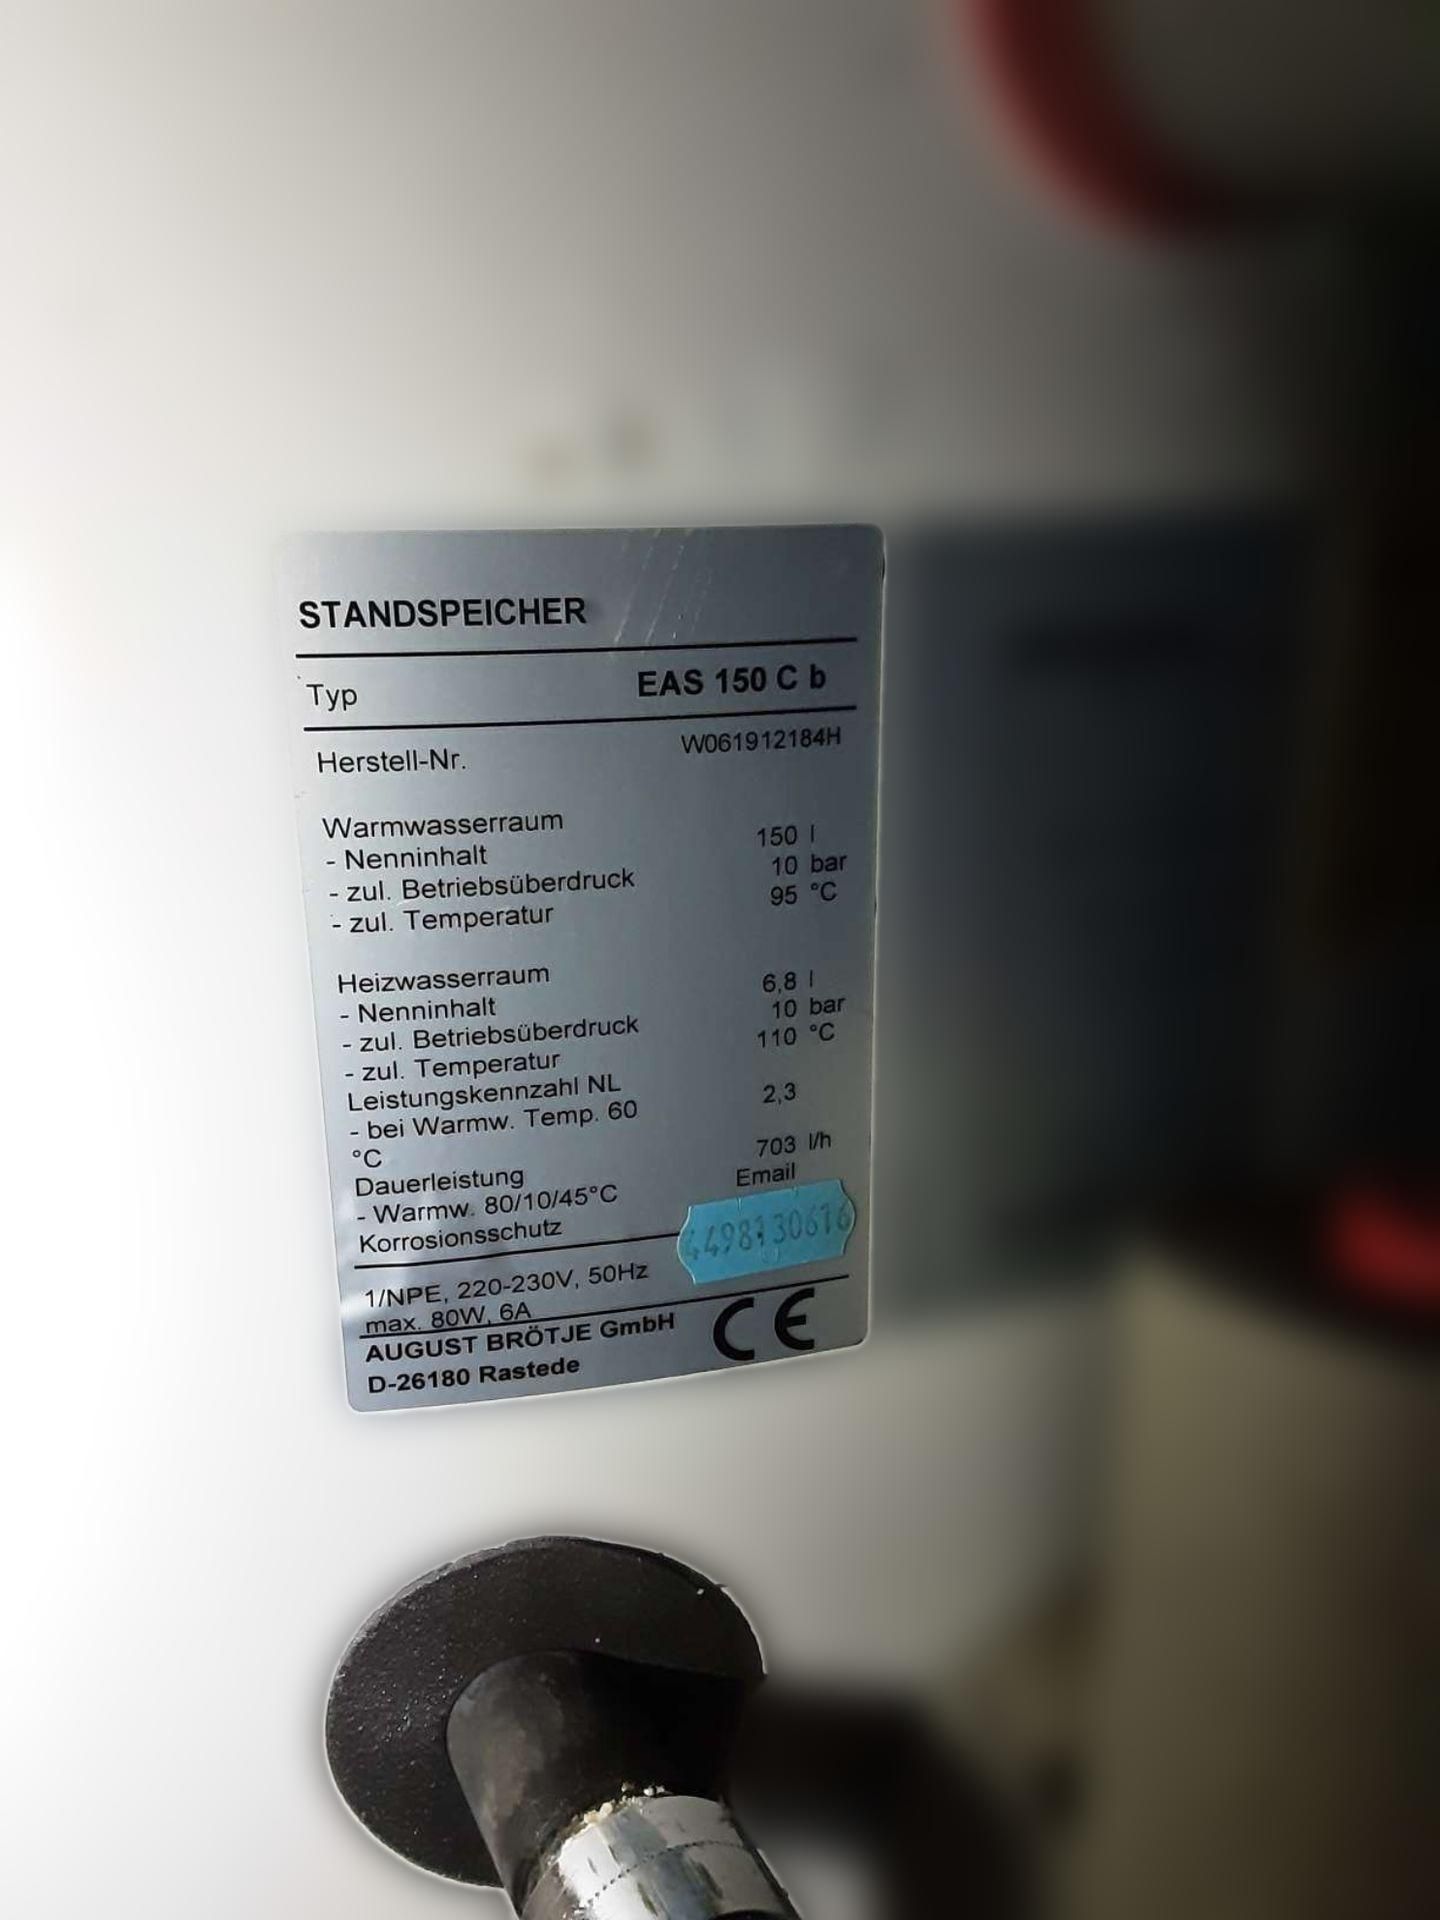 STANDSPEICHER
Typ EAS 150 C b
Herstell-Nr. W061912184H
Warmwasserraum
- Nenninhalt 150 l
- zul. Betriebsüberdruck 10 bar
- zul. Temperatur 95 °C
Heizwasserraum
- Nenninhalt 6,8 l
- zul. Betriebsüberdruck 10 bar
- zul. Temperatur 110 °C
Leistungskennzahl NL
- bei Warmw. Temp. 60 2,3
°C
Dauerleistung
- Warmw. 80/10/45°C 703 l/h
Korrosionsschutz Email
1/NPE, 220-230V, 50Hz
max. 80W, 6A
AUGUST BRÖTJE GmbH
D-26180 Rastede
CE